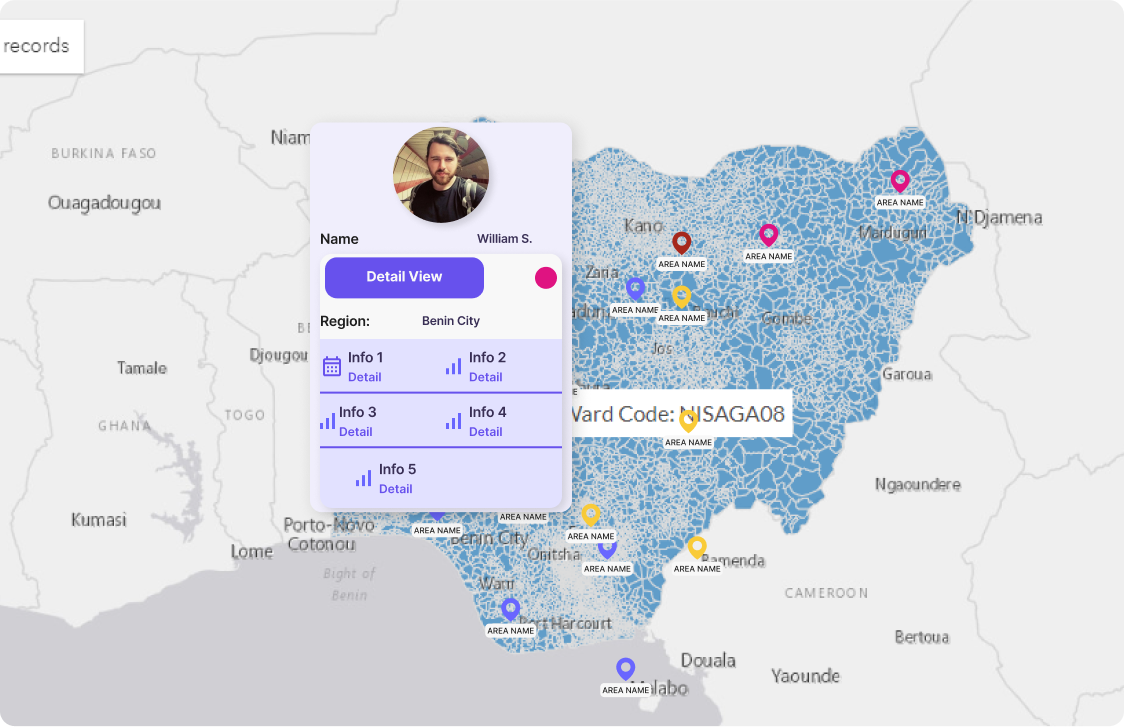 records
BURKINA FASO
Ouagadougou
Niam
Name
William S.
Detail View
Region:
Benin City
Info 1
Detail
Info 2
Detail
Info 3
Detail
Info 4
Detail
Info 5
Detail
AREA NAME
N'Djamena
Maiduguri
Kano
AREA NAME
AREA NAME
Zaria
AREA NAME
AREA NAME
Gombe
Jos
Djougou
Tamale
Garoua
GHANA
TOGO
Ward Code: NISAGA08
AREA NAME
Ngaoundere
Kumasi
Porto-Novo
Cotonou
Lome
AREA NAME
AREA NAME
Benin City
AREA NAME
Onitsha
AREA NAME
Bamenda
AREA NAME
Bight of
Benin
Warri
CAMEROON
AREA NAME
Port Harcourt
Bertoua
Douala
Yaounde
AREA NAME
Malabo